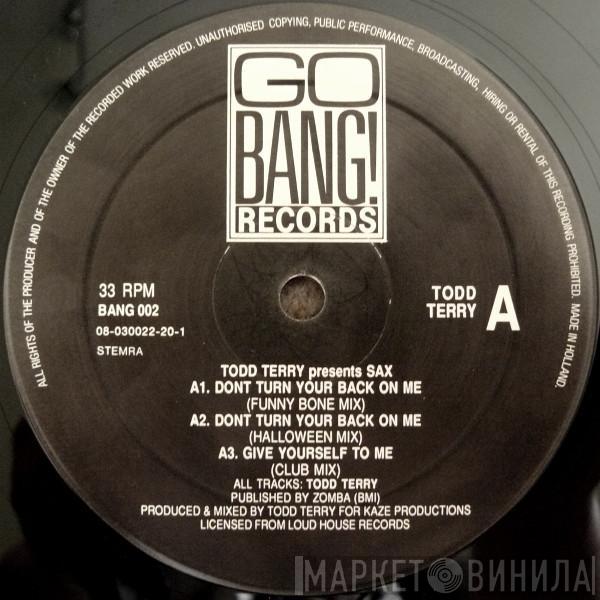 ALL RIGHTS OF THE PRODUCER AND OF THE OWNER OF THE RECORDED WORK RESERVED. UNAUTHORISED COPYING, PUBLIC PERFORMANCE, BROADCASTING, HIRING OR RENTAL OF THIS RECORDING PROHIBITED. MADE IN HOLLAND.
GO
BANG!
RECORDS
33 RPM
BANG 002
08-030022-20-1
STEMRA
TODD
TERRY A
TODD TERRY presents SAX
A1. DONT TURN YOUR BACK ON ME
(FUNNY BONE MIX)
A2. DONT TURN YOUR BACK ON ME
(HALLOWEEN MIX)
A3. GIVE YOURSELF TO ME
(CLUB MIX)
ALL TRACKS: TODD TERRY
PUBLISHED BY ZOMBA (BMI)
PRODUCED & MIXED BY TODD TERRY FOR KAZE PRODUCTIONS
LICENSED FROM LOUD HOUSE RECORDS
МАРКЕТ ВИНИЛА